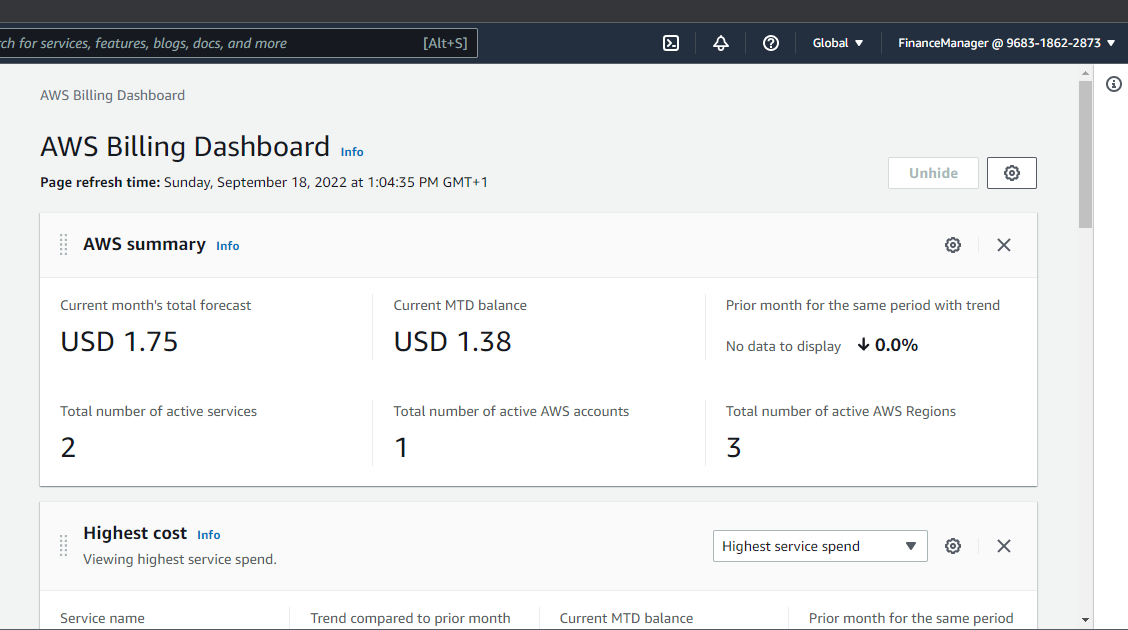 ch for services, features, blogs, docs, and more [Alt+S] Global FinanceManager @ 9683-1862-2873
AWS Billing Dashboard
AWS Billing Dashboard Info
Page refresh time: Sunday, September 18, 2022 at 1:04:35 PM GMT+1
Unhide
AWS summary Info
Current month's total forecast
USD 1.75
Current MTD balance
USD 1.38
Prior month for the same period with trend
No data to display 0.0%
Total number of active services
2
Total number of active AWS accounts
1
Total number of active AWS Regions
3
Highest cost Info
Viewing highest service spend.
Highest service spend
Service name
Trend compared to prior month
Current MTD balance
Prior month for the same period